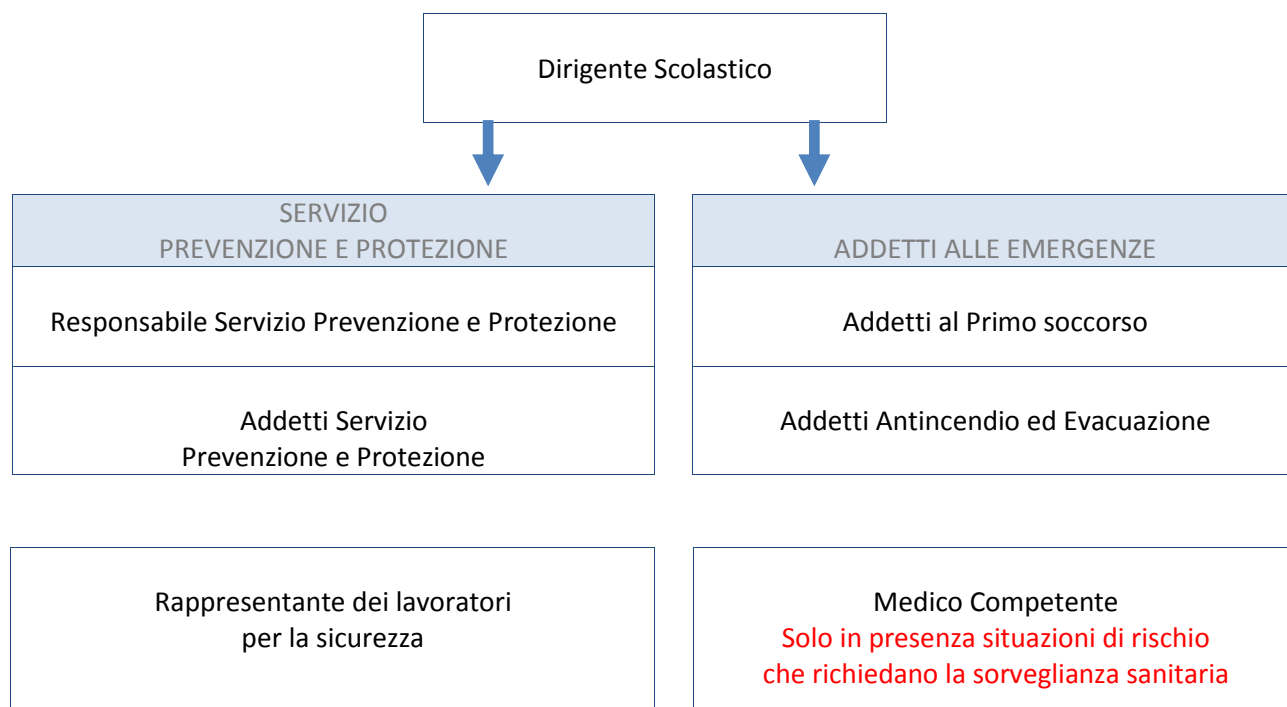 Dirigente Scolastico
SERVIZIO
PREVENZIONE E PROTEZIONE
Responsabile Servizio Prevenzione e Protezione
Addetti Servizio
Prevenzione e Protezione
ADDETTI ALLE EMERGENZE
Addetti al Primo soccorso
Addetti Antincendio ed Evacuazione
Rappresentante dei lavoratori
per la sicurezza
Medico Competente
Solo in presenza situazioni di rischio
che richiedano la sorveglianza sanitaria